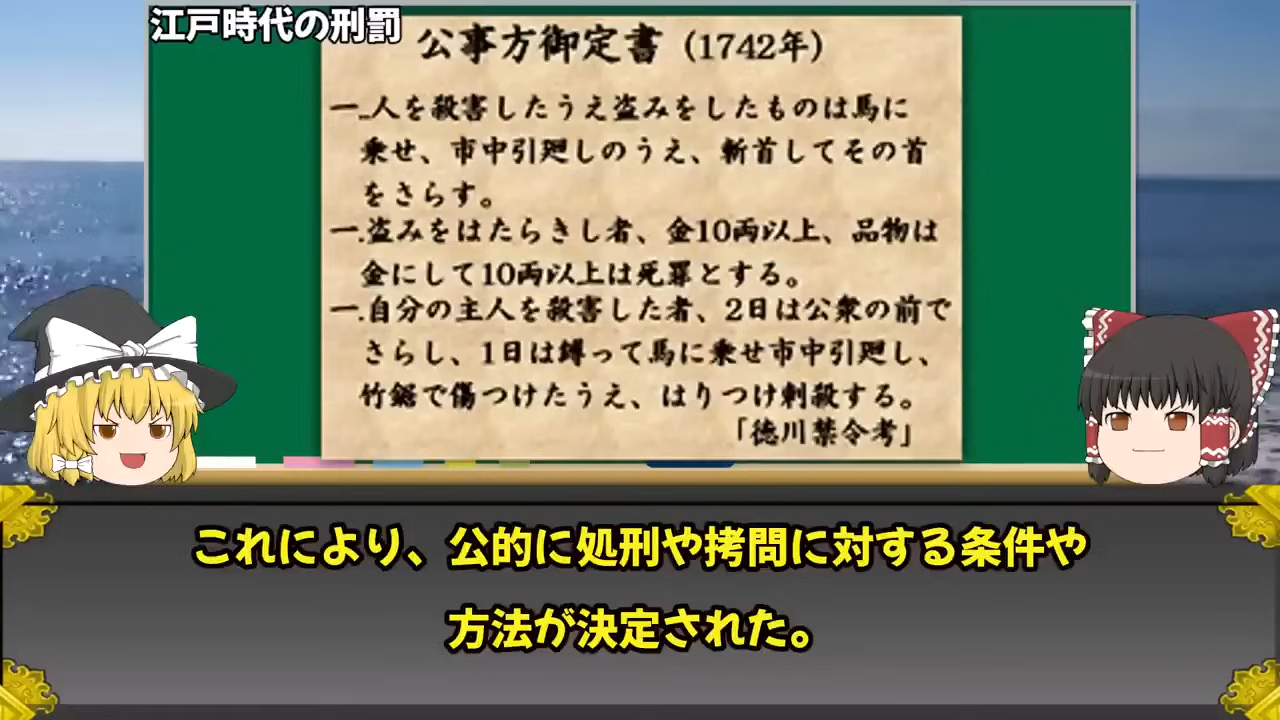 江戸時代の刑罰
公事方御定書(1742年)
一.人を殺害したうえ盗みをしたものは馬に
乗せ、市中引廻しのうえ、斬首してその首
をさらす。
一.盗みをはたらきし者、金10両以上、品物は
金にして10両以上は死罪とする。
一.自分の主人を殺害した者、2日は公衆の前で
さらし、1日は縛って馬に乗せ市中引廻し、
竹鋸で傷つけたうえ、はりつけ刺殺する。
「徳川禁令考」
これにより、公的に処刑や拷問に対する条件や
方法が決定された。